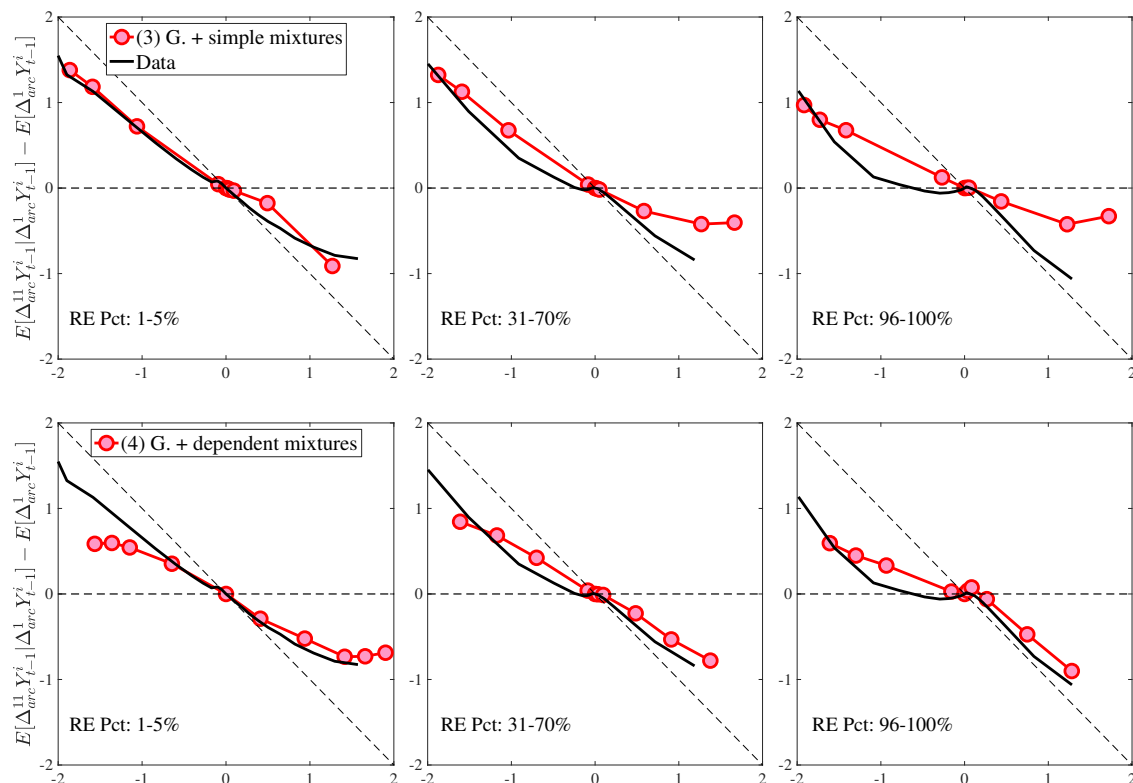 2
1
0
-1
-2
E[Δ^{11}_{arc} Y^i_{t-1}|Δ^1_{arc} Y^i_{t-1}] − E[Δ^1_{arc} Y^i_{t-1}]
(3) G. + simple mixtures
Data
RE Pct: 1-5%
-2 -1 0 1 2
2
1
0
-1
-2
RE Pct: 31-70%
-2 -1 0 1 2
2
1
0
-1
-2
RE Pct: 96-100%
-2 -1 0 1 2
2
1
0
-1
-2
E[Δ^{11}_{arc} Y^i_{t-1}|Δ^1_{arc} Y^i_{t-1}] − E[Δ^1_{arc} Y^i_{t-1}]
(4) G. + dependent mixtures
RE Pct: 1-5%
-2 -1 0 1 2
2
1
0
-1
-2
RE Pct: 31-70%
-2 -1 0 1 2
2
1
0
-1
-2
RE Pct: 96-100%
-2 -1 0 1 2